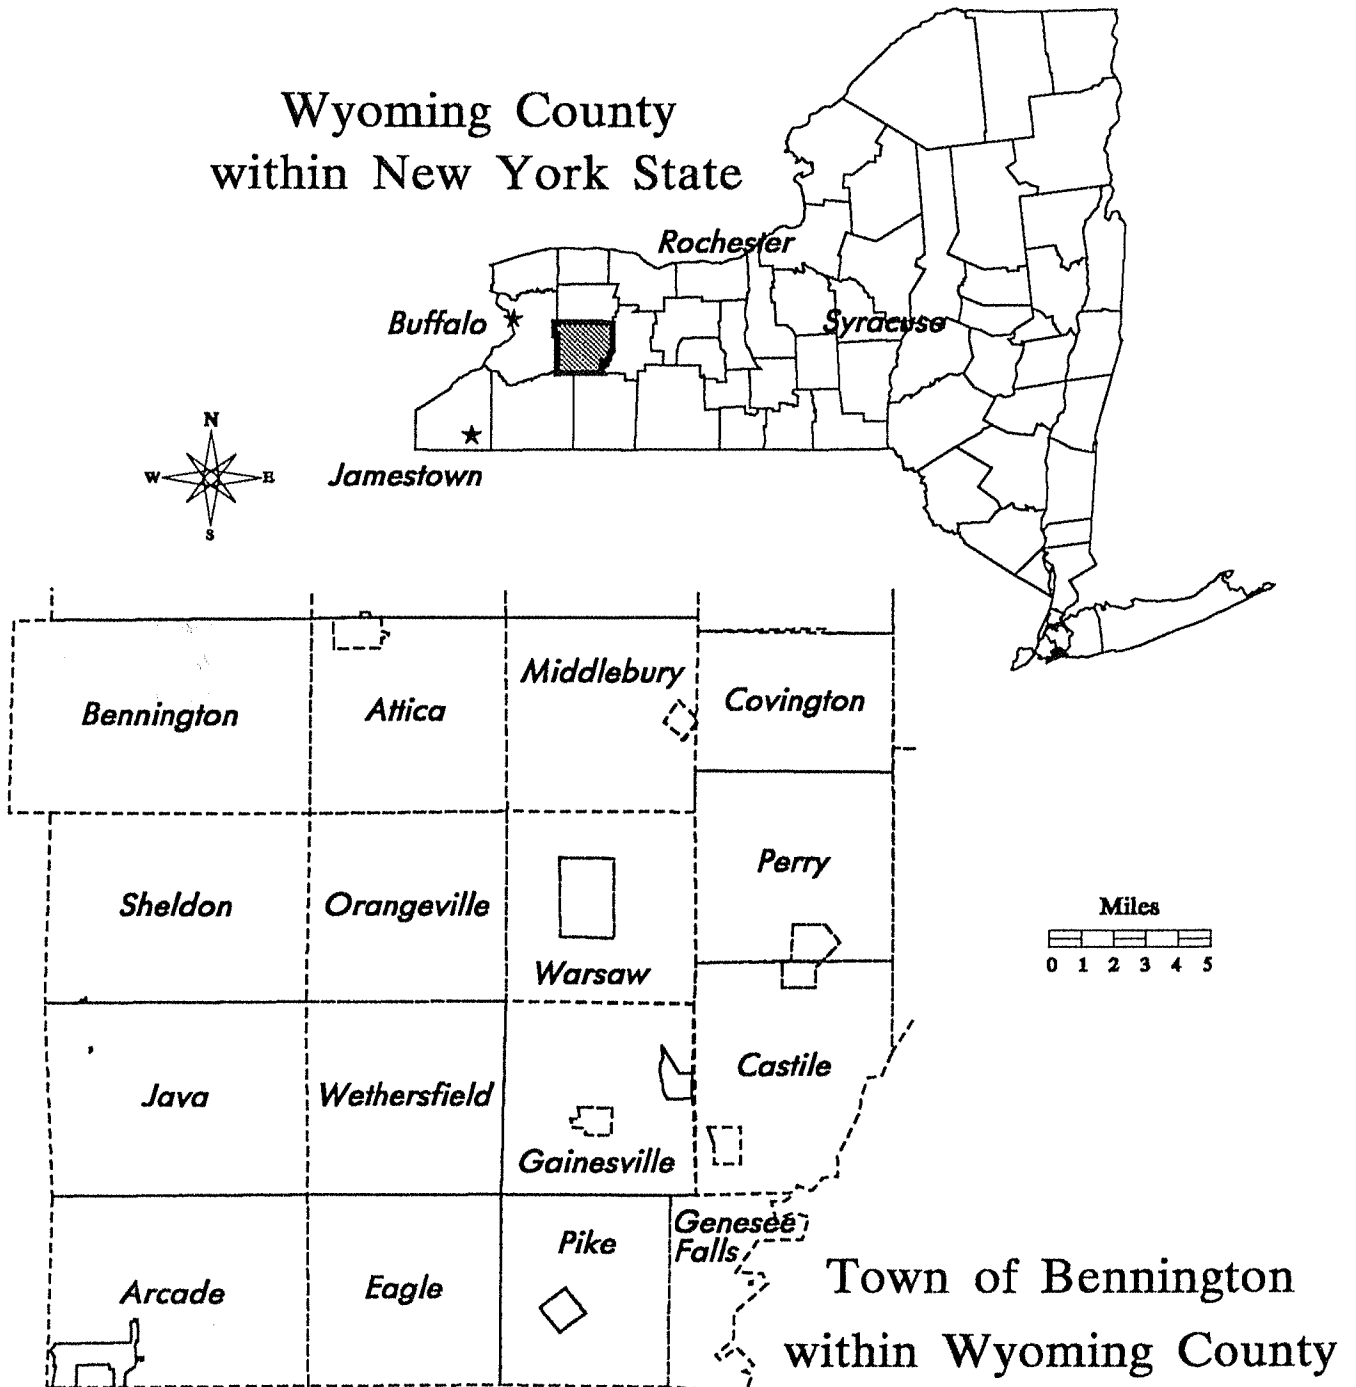 Wyoming County
within New York State
Rochester
Buffalo
Syracuse
N
W
E
S
Jamestown
Middlebury
Bennington
Attica
Covington
Perry
Sheldon
Orangeville
Warsaw
Miles
0 1 2 3 4 5
Castile
Java
Wethersfield
Gainesville
Genesee
Falls
Pike
Arcade
Eagle
Town of Bennington
within Wyoming County